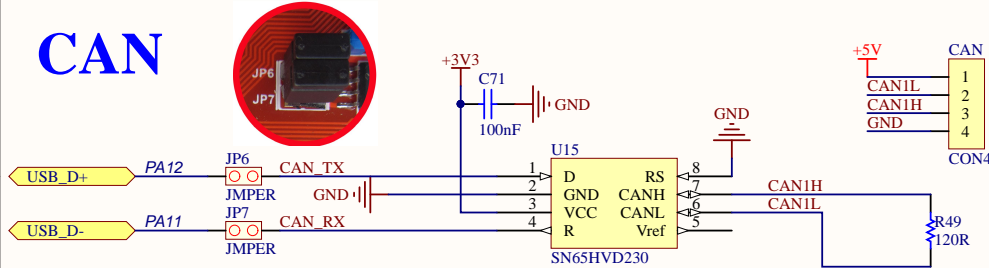 CAN
JP6
JP7
+3V3
C71
GND
100nF
GND
+5V
CAN
1
CAN1L
2
CAN1H
3
GND
4
CON4
USB_D+
PA12
JP6
CAN_TX
JMPER
GND
USB_D-
PA11
JP7
CAN_RX
JMPER
U15
1 D RS 8
2 GND CANH 7
3 VCC CANL 6
4 R Vref 5
SN65HVD230
CAN1H
CAN1L
R49
120R